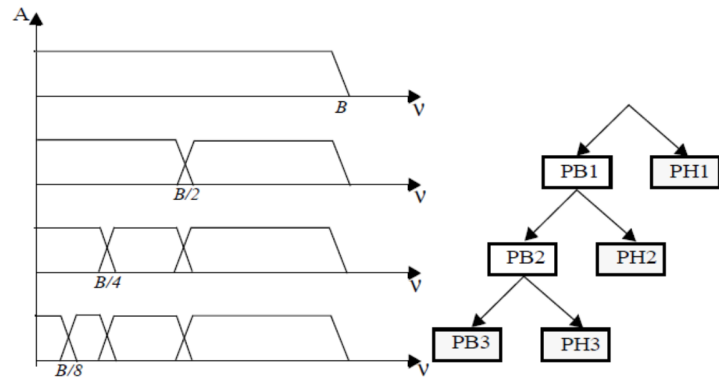 A
B
ν
B/2
ν
B/4
ν
B/8
ν
PB1 PH1
PB2 PH2
PB3 PH3